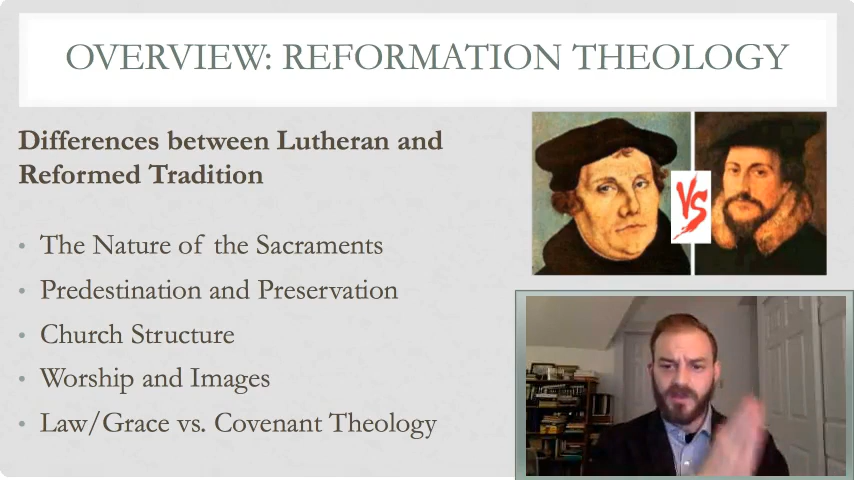 OVERVIEW: REFORMATION THEOLOGY
Differences between Lutheran and
Reformed Tradition
• The Nature of the Sacraments
• Predestination and Preservation
• Church Structure
• Worship and Images
• Law/Grace vs. Covenant Theology
VS